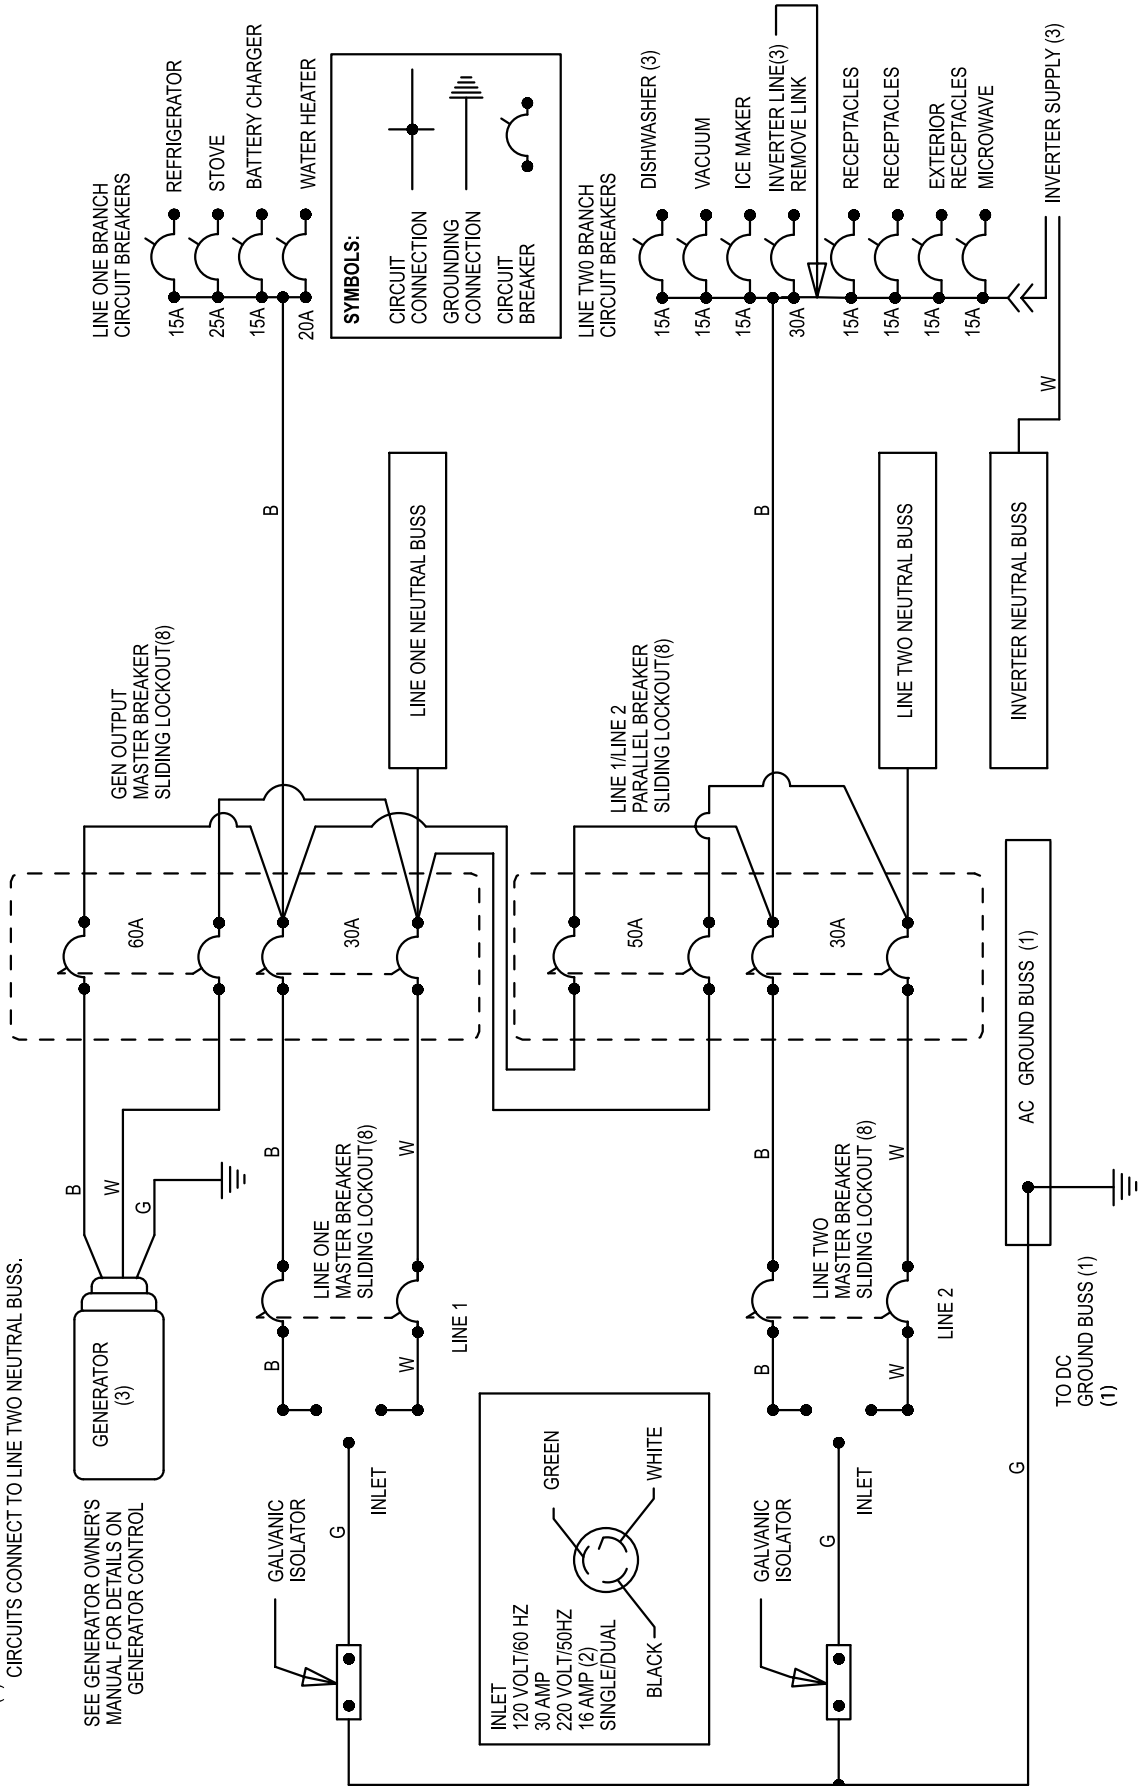 CIRCUITS CONNECT TO LINE TWO NEUTRAL BUSS.
SEE GENERATOR OWNER'S
MANUAL FOR DETAILS ON
GENERATOR CONTROL
GENERATOR
(3)
B
W
G
60A
GEN OUTPUT
MASTER BREAKER
SLIDING LOCKOUT(8)
LINE ONE BRANCH
CIRCUIT BREAKERS
15A
REFRIGERATOR
25A
STOVE
15A
BATTERY CHARGER
20A
WATER HEATER
GALVANIC
ISOLATOR
G
INLET
B
W
LINE 1
LINE ONE
MASTER BREAKER
SLIDING LOCKOUT(8)
B
W
30A
B
LINE ONE NEUTRAL BUSS
SYMBOLS:
CIRCUIT
CONNECTION
GROUNDING
CONNECTION
CIRCUIT
BREAKER
INLET
120 VOLT/60 HZ
30 AMP
220 VOLT/50HZ
16 AMP (2)
SINGLE/DUAL
GREEN
WHITE
BLACK
50A
LINE 1/LINE 2
PARALLEL BREAKER
SLIDING LOCKOUT(8)
LINE TWO BRANCH
CIRCUIT BREAKERS
15A
DISHWASHER (3)
15A
VACUUM
15A
ICE MAKER
30A
INVERTER LINE(3)
REMOVE LINK
15A
RECEPTACLES
15A
RECEPTACLES
15A
EXTERIOR
RECEPTACLES
15A
MICROWAVE
GALVANIC
ISOLATOR
G
INLET
B
W
LINE 2
LINE TWO
MASTER BREAKER
SLIDING LOCKOUT (8)
B
W
30A
B
LINE TWO NEUTRAL BUSS
INVERTER NEUTRAL BUSS
W
INVERTER SUPPLY (3)
G
AC GROUND BUSS (1)
TO DC
GROUND BUSS (1)
(1)